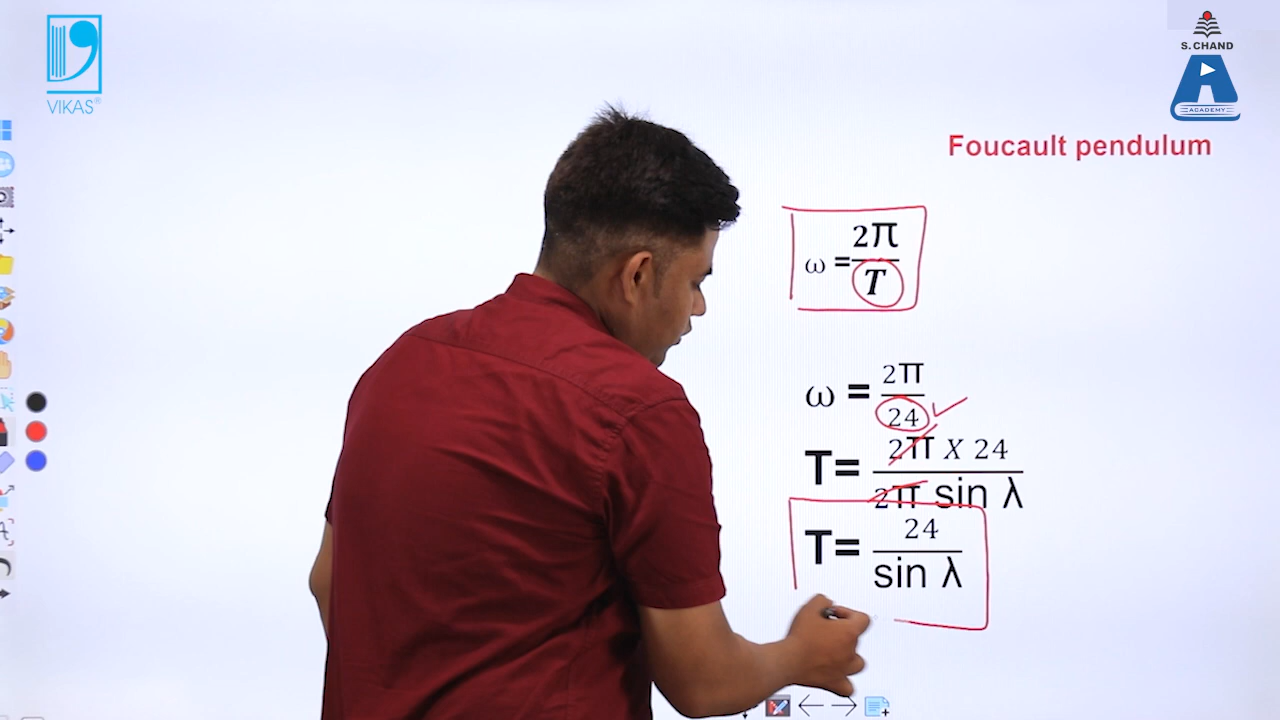 VIKAS®
S. CHAND
ACADEMY
Foucault pendulum
ω = 2π/T
ω = 2π/24
T= 2π X 24 / 2π sin λ
T= 24 / sin λ